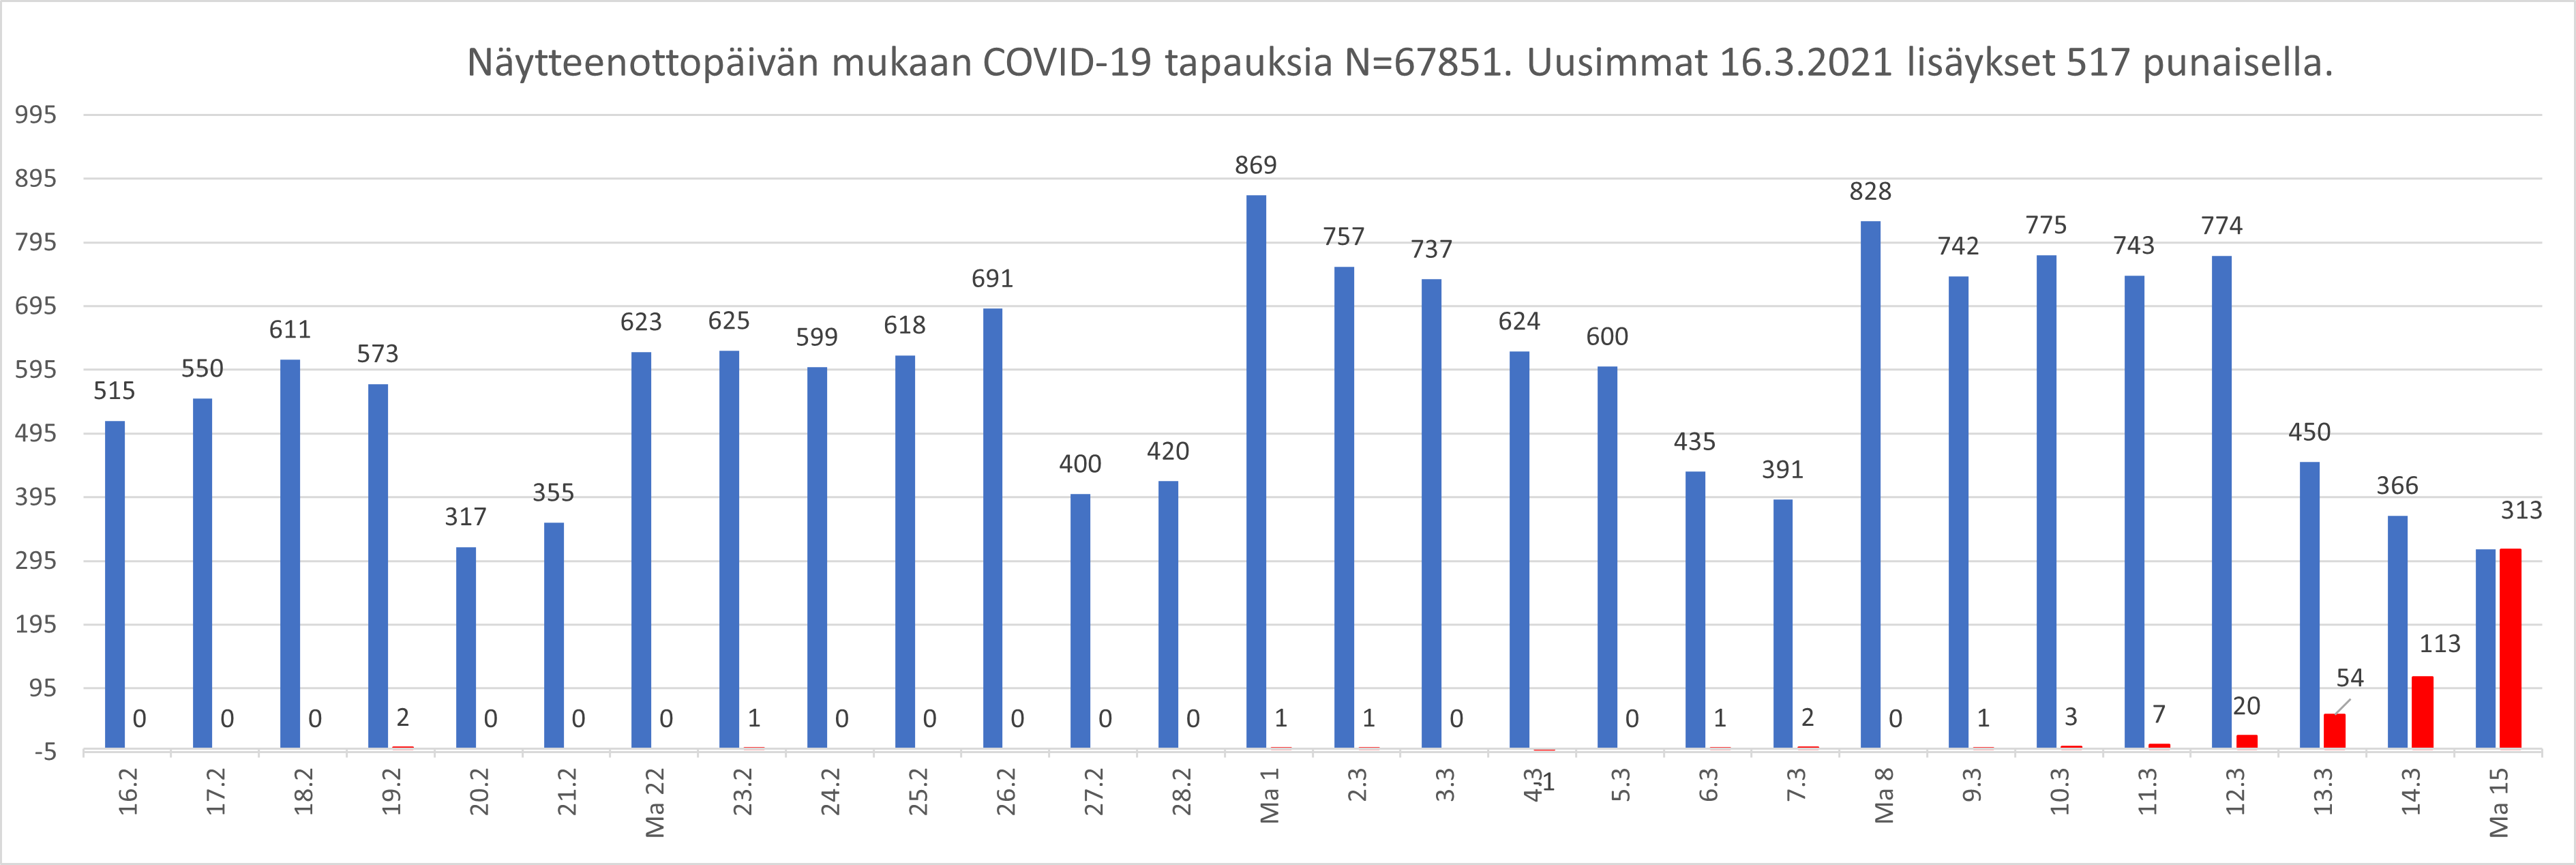 Näytteenottopäivän mukaan COVID-19 tapauksia N=67851. Uusimmat 16.3.2021 lisäykset 517 punaisella.
995
895
795
695
595
495
395
295
195
95
-5
515 550 611 573 317 355 623 625 599 618 691 400 420 869 757 737 624 600 435 391 828 742 775 743 774 450 366 313
0 0 0 2 0 0 0 1 0 0 0 0 0 1 1 0 -1 0 1 2 0 1 3 7 20 54 113
16.2 17.2 18.2 19.2 20.2 21.2 Ma 22 23.2 24.2 25.2 26.2 27.2 28.2 Ma 1 2.3 3.3 4.3 5.3 6.3 7.3 Ma 8 9.3 10.3 11.3 12.3 13.3 14.3 Ma 15